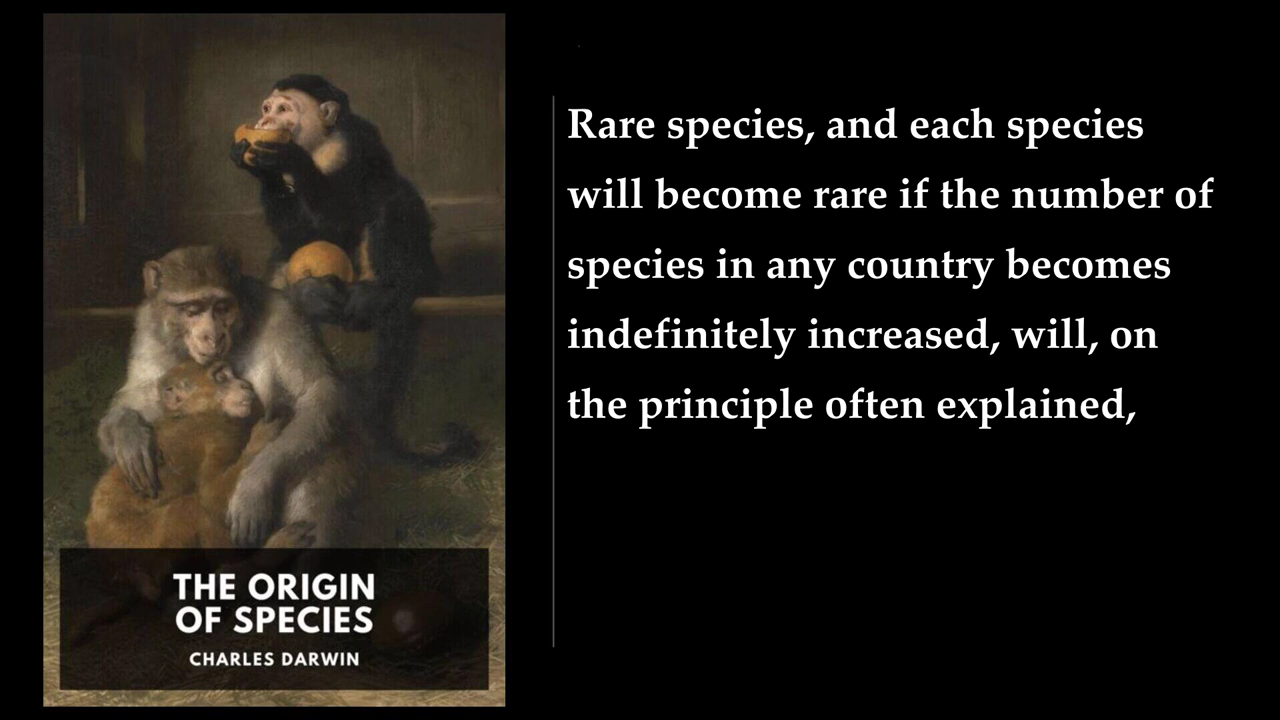 Rare species, and each species
will become rare if the number of
species in any country becomes
indefinitely increased, will, on
the principle often explained,
THE ORIGIN
OF SPECIES
CHARLES DARWIN